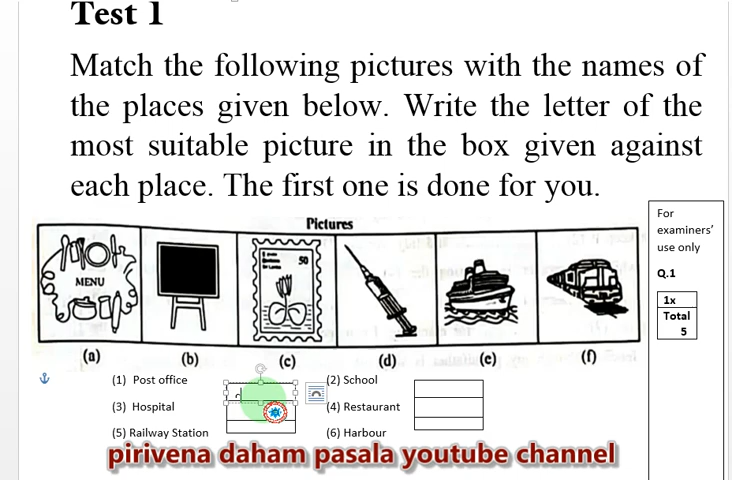 Test 1
Match the following pictures with the names of
the places given below. Write the letter of the
most suitable picture in the box given against
each place. The first one is done for you.
Pictures
MENU
50
(a)
(b)
(c)
(d)
(e)
(f)
For
examiners'
use only
Q.1
1x
Total
5
(1) Post office
(2) School
(3) Hospital
(4) Restaurant
(5) Railway Station
(6) Harbour
pirivena daham pasala youtube channel